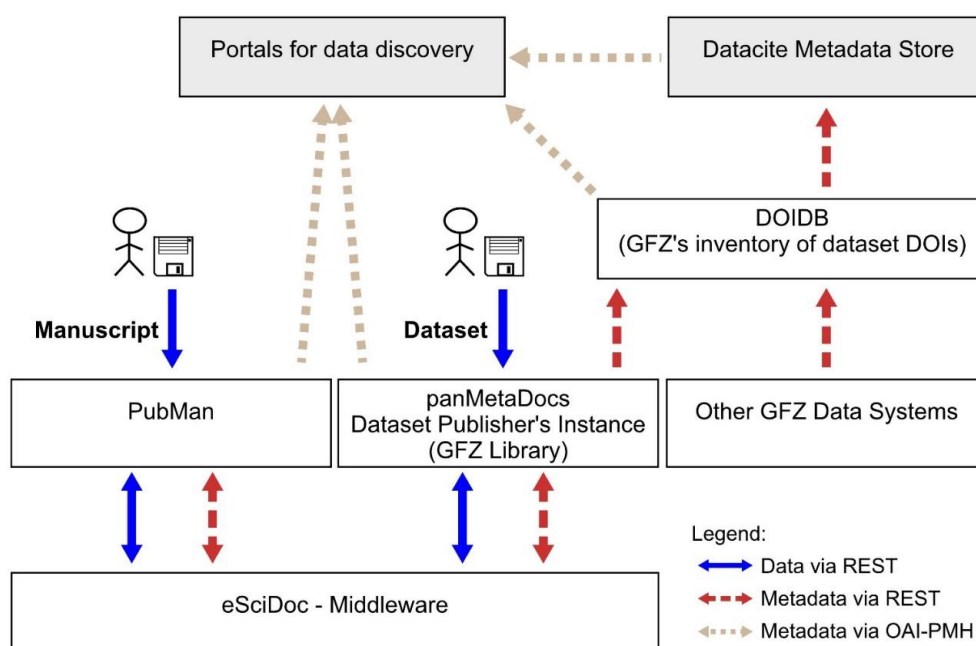 Portals for data discovery
Datacite Metadata Store
DOIDB
(GFZ's inventory of dataset DOIs)
Manuscript
Dataset
PubMan
panMetaDocs
Dataset Publisher's Instance
(GFZ Library)
Other GFZ Data Systems
eSciDoc - Middleware
Legend:
Data via REST
Metadata via REST
Metadata via OAI-PMH